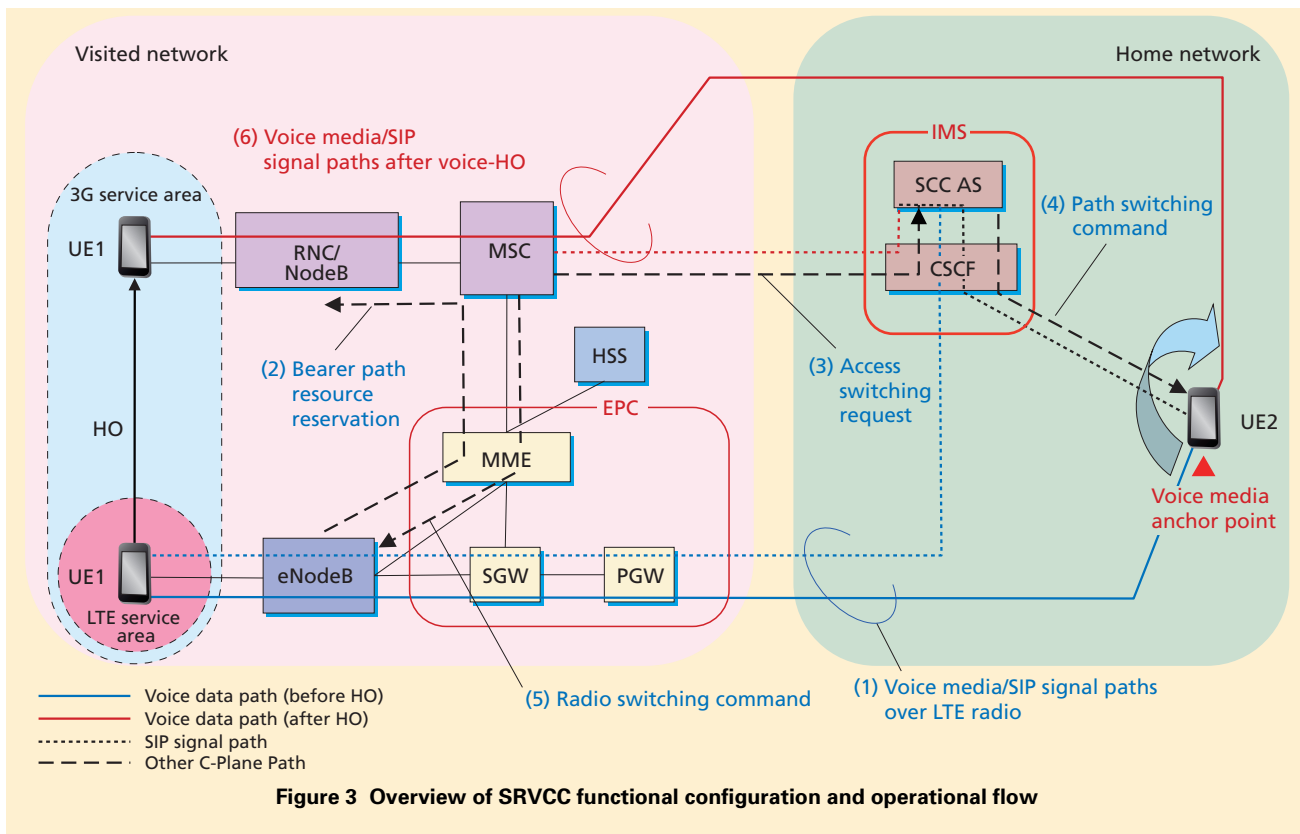 Visited network
Home network
(6) Voice media/SIP
signal paths after voice-HO
IMS
SCC AS
(4) Path switching
command
3G service area
UE1
RNC/
NodeB
MSC
CSCF
(2) Bearer path
resource
reservation
HSS
(3) Access
switching
request
HO
EPC
MME
UE2
Voice media
anchor point
UE1
eNodeB
SGW
PGW
LTE service
area
(5) Radio switching command
(1) Voice media/SIP signal paths
over LTE radio
Voice data path (before HO)
Voice data path (after HO)
SIP signal path
Other C-Plane Path
Figure 3 Overview of SRVCC functional configuration and operational flow